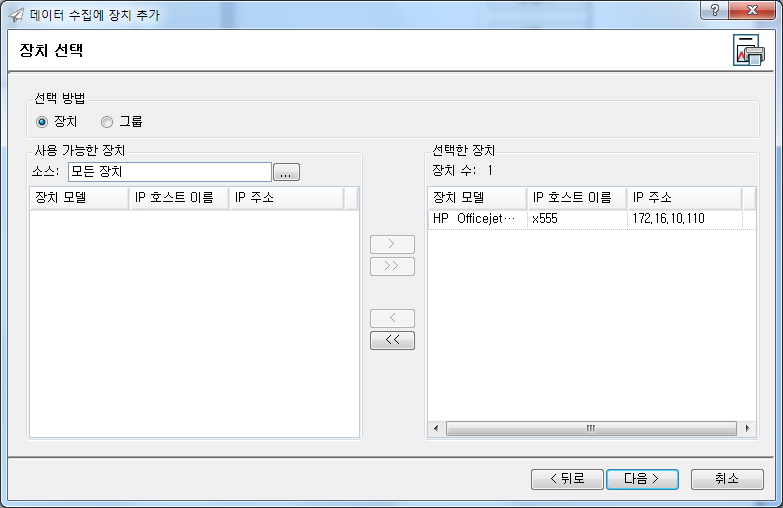 데이터 수집에 장치 추가
장치 선택
선택 방법
장치 그룹
사용 가능한 장치
소스: 모든 장치 ...
장치 모델 IP 호스트 이름 IP 주소
>
>>
<
<<
선택한 장치
장치 수: 1
장치 모델 IP 호스트 이름 IP 주소
HP Officejet... x555 172.16.10.110
< 뒤로 다음 > 취소